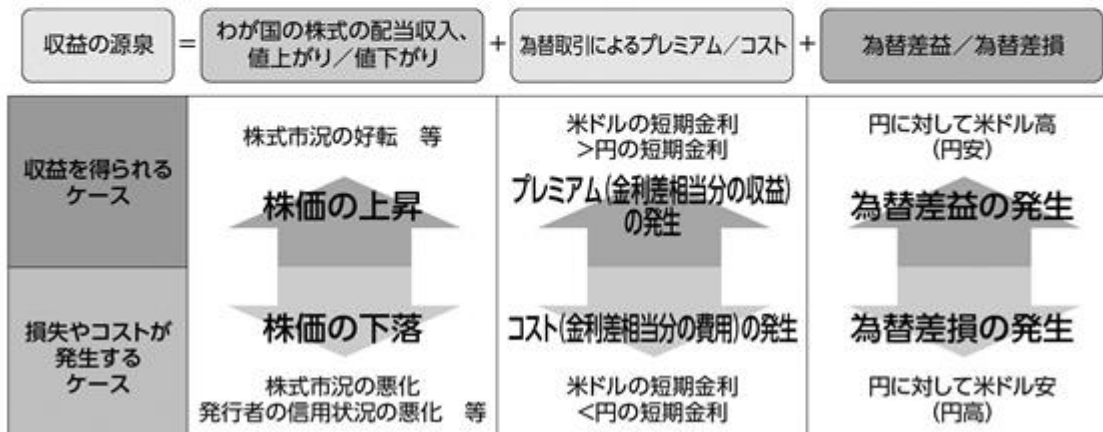 収益の源泉
=
わが国の株式の配当収入、
値上がり／値下がり
+
為替取引によるプレミアム／コスト
+
為替差益／為替差損
収益を得られる
ケース
株式市況の好転　等
株価の上昇
米ドルの短期金利
>円の短期金利
プレミアム(金利差相当分の収益)
の発生
円に対して米ドル高
(円安)
為替差益の発生
損失やコストが
発生する
ケース
株価の下落
株式市況の悪化
発行者の信用状況の悪化　等
コスト(金利差相当分の費用)の発生
米ドルの短期金利
<円の短期金利
為替差損の発生
円に対して米ドル安
(円高)